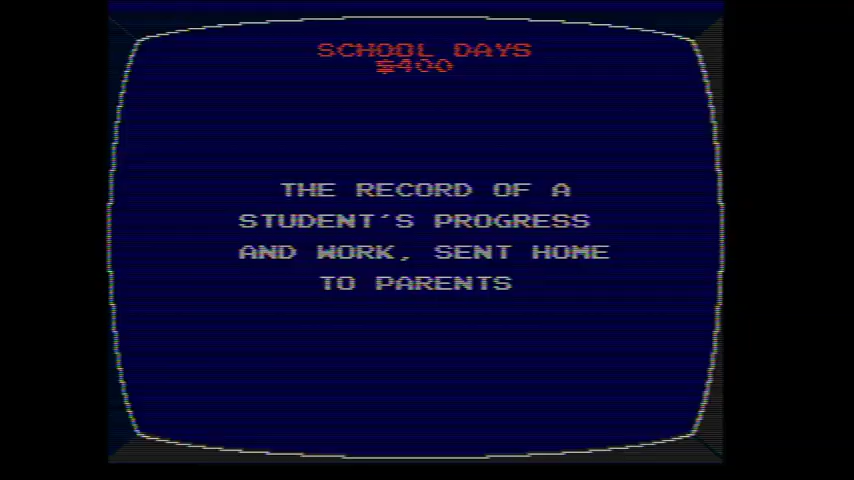 SCHOOL DAYS
$400
THE RECORD OF A
STUDENT'S PROGRESS
AND WORK, SENT HOME
TO PARENTS